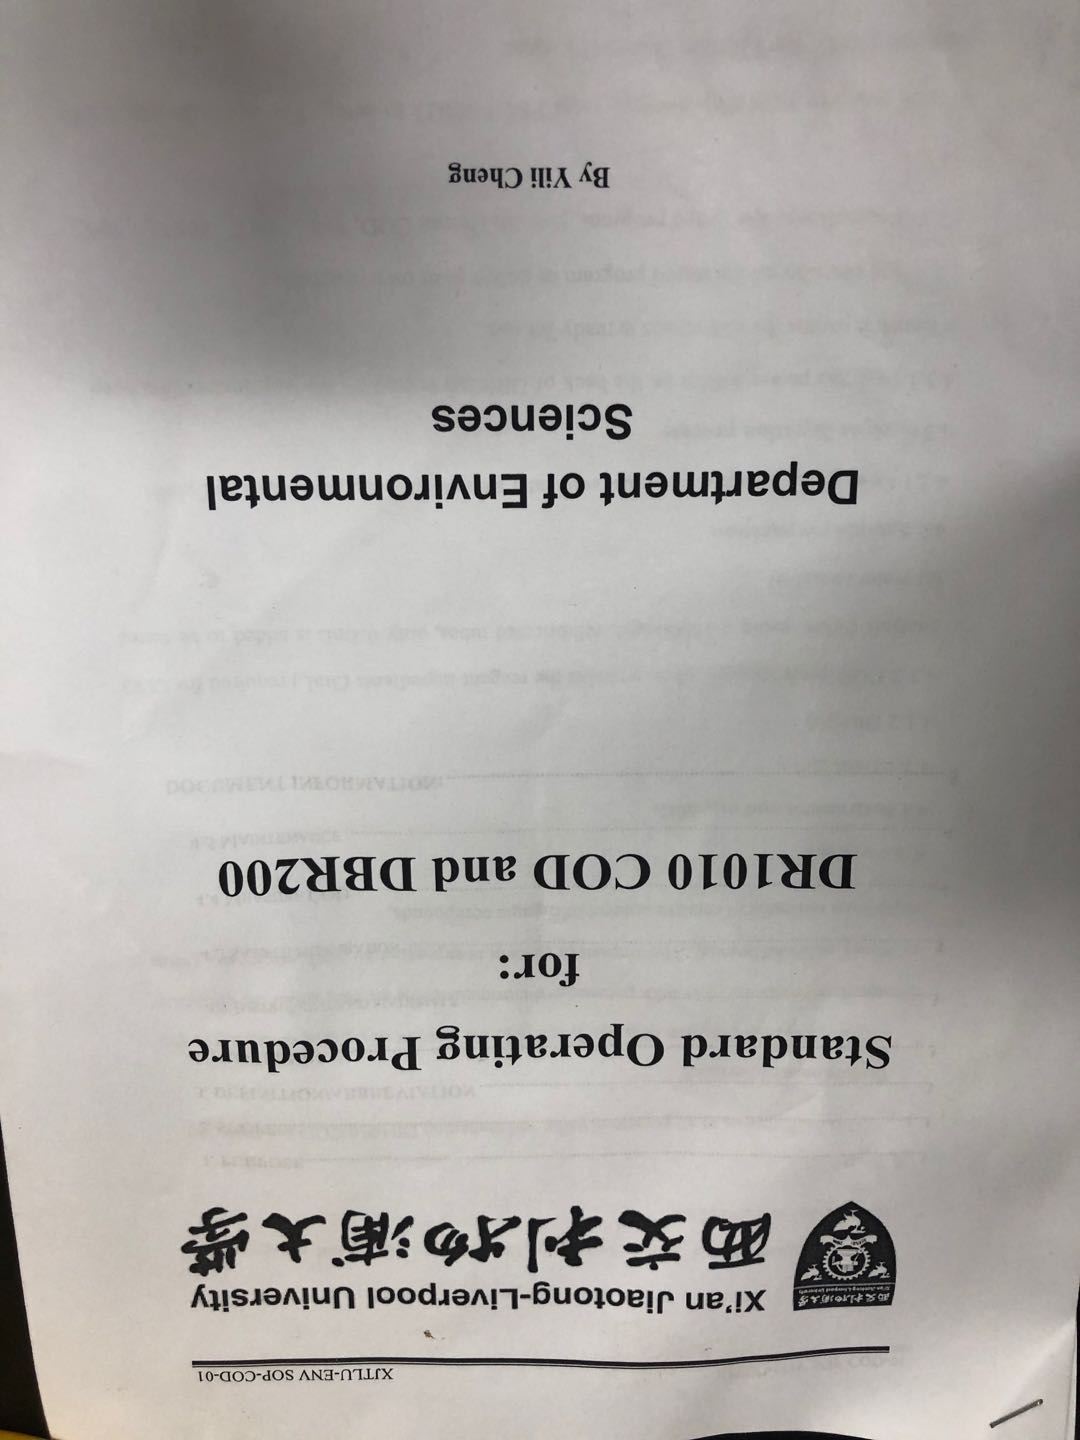 XJTLU-ENV SOP-COD-01
Xi'an Jiaotong-Liverpool University
西交利物浦大学
Standard Operating Procedure
for:
DR1010 COD and DBR200
Department of Environmental
Sciences
By Yili Cheng